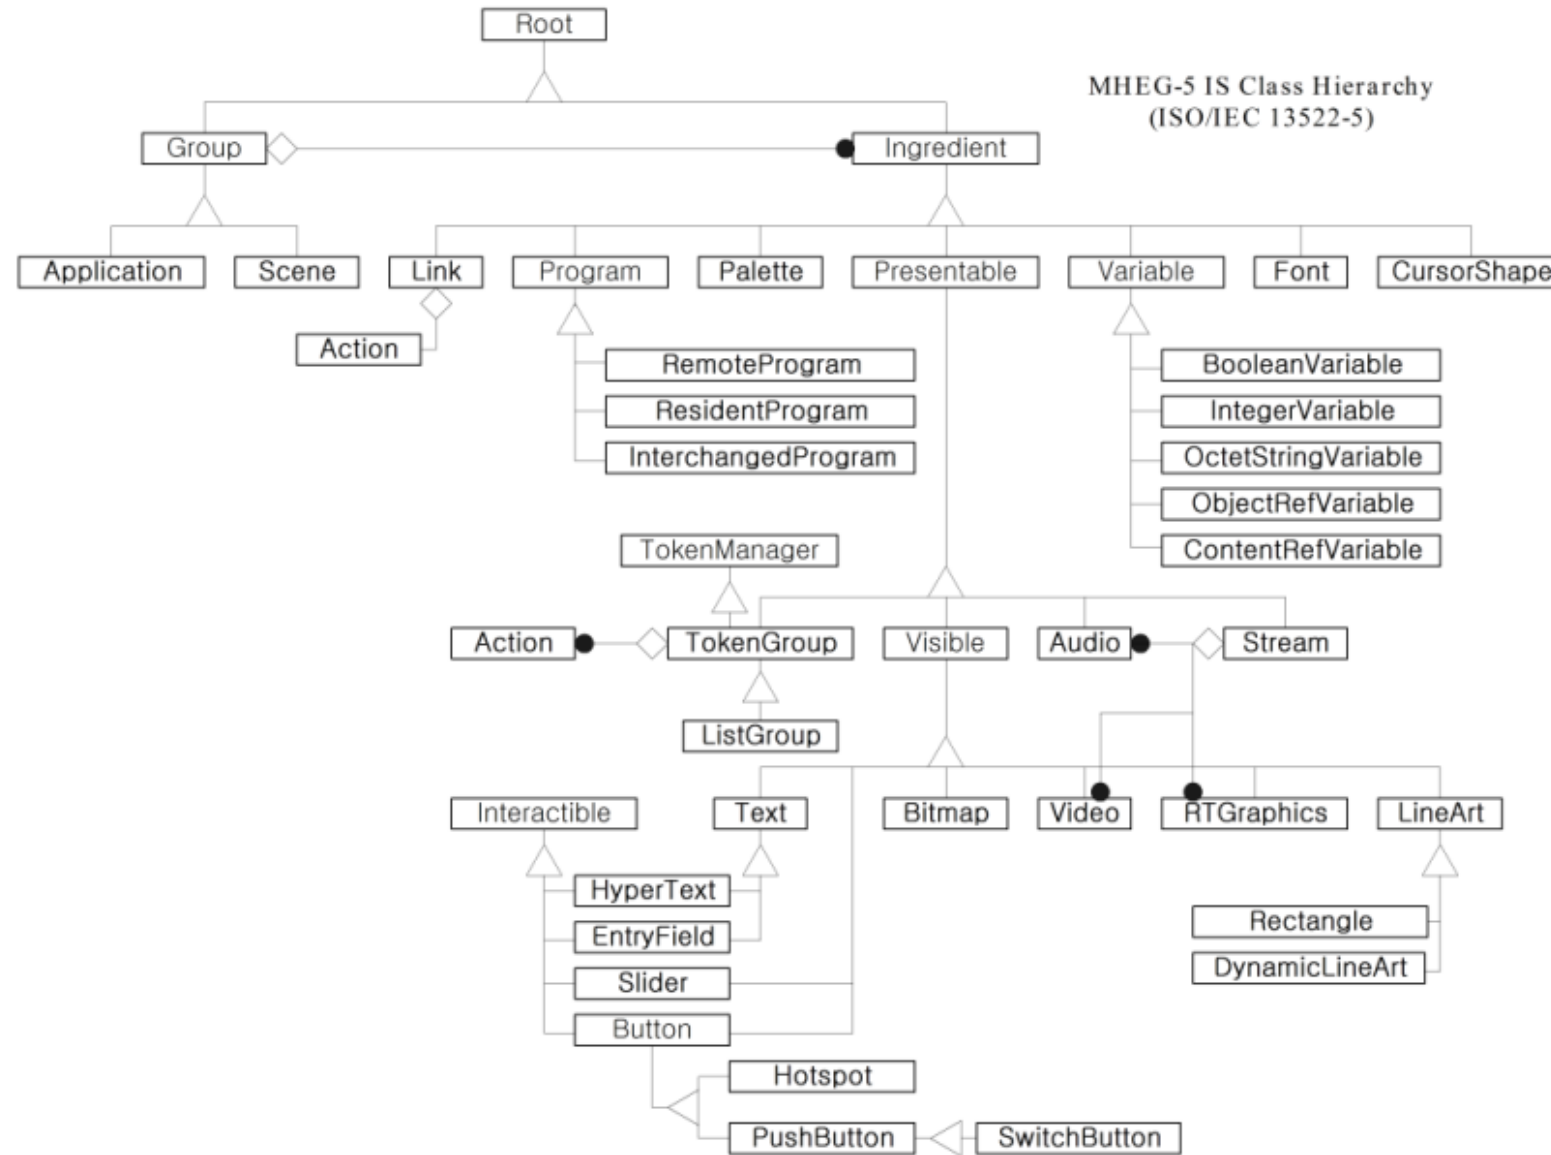 Root
MHEG-5 IS Class Hierarchy
(ISO/IEC 13522-5)
Group
Ingredient
Application
Scene
Link
Program
Palette
Presentable
Variable
Font
CursorShape
Action
RemoteProgram
BooleanVariable
ResidentProgram
IntegerVariable
InterchangedProgram
OctetStringVariable
ObjectRefVariable
TokenManager
ContentRefVariable
Action
TokenGroup
Visible
Audio
Stream
ListGroup
Interactible
Text
Bitmap
Video
RTGraphics
LineArt
HyperText
Rectangle
EntryField
DynamicLineArt
Slider
Button
Hotspot
PushButton
SwitchButton